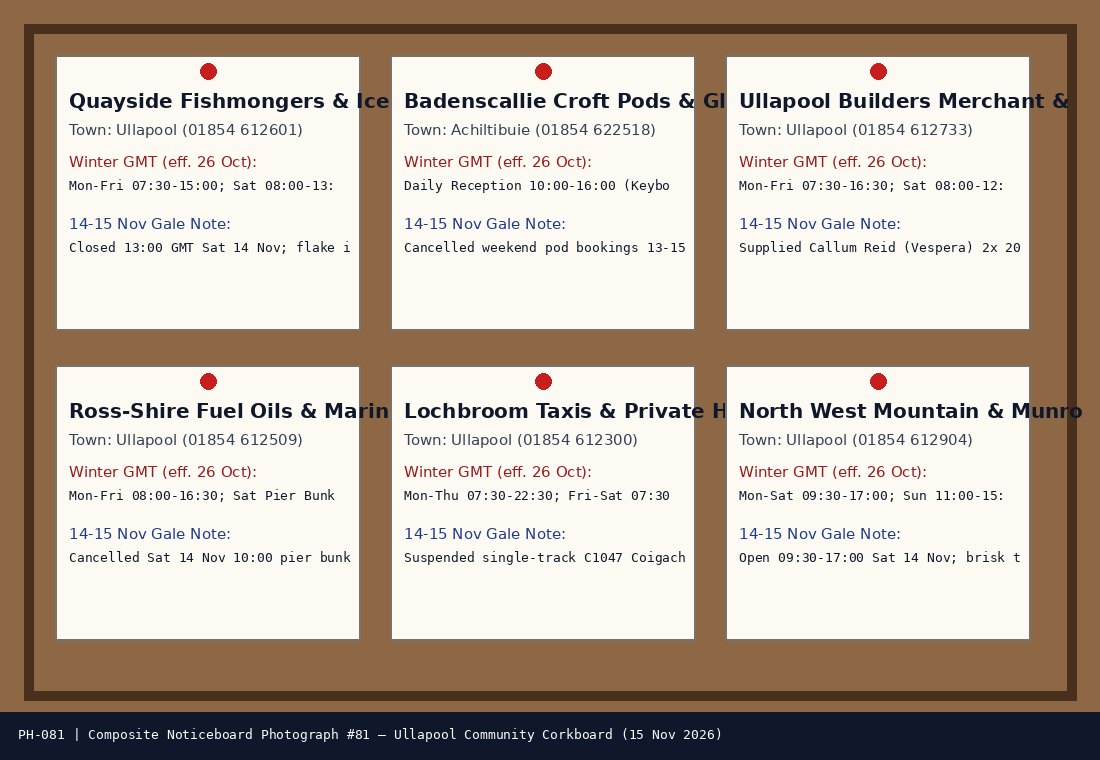 Quayside Fishmongers & Ice
Town: Ullapool (01854 612601)
Winter GMT (eff. 26 Oct):
Mon-Fri 07:30-15:00; Sat 08:00-13:
14-15 Nov Gale Note:
Closed 13:00 GMT Sat 14 Nov; flake i
Badenscallie Croft Pods & Gl
Town: Achiltibuie (01854 622518)
Winter GMT (eff. 26 Oct):
Daily Reception 10:00-16:00 (Keybo
14-15 Nov Gale Note:
Cancelled weekend pod bookings 13-15
Ullapool Builders Merchant &
Town: Ullapool (01854 612733)
Winter GMT (eff. 26 Oct):
Mon-Fri 07:30-16:30; Sat 08:00-12:
14-15 Nov Gale Note:
Supplied Callum Reid (Vespera) 2x 20
Ross-Shire Fuel Oils & Marin
Town: Ullapool (01854 612509)
Winter GMT (eff. 26 Oct):
Mon-Fri 08:00-16:30; Sat Pier Bunk
14-15 Nov Gale Note:
Cancelled Sat 14 Nov 10:00 pier bunk
Lochbroom Taxis & Private H
Town: Ullapool (01854 612300)
Winter GMT (eff. 26 Oct):
Mon-Thu 07:30-22:30; Fri-Sat 07:30
14-15 Nov Gale Note:
Suspended single-track C1047 Coigach
North West Mountain & Munro
Town: Ullapool (01854 612904)
Winter GMT (eff. 26 Oct):
Mon-Sat 09:30-17:00; Sun 11:00-15:
14-15 Nov Gale Note:
Open 09:30-17:00 Sat 14 Nov; brisk t
PH-081 | Composite Noticeboard Photograph #81 — Ullapool Community Corkboard (15 Nov 2026)